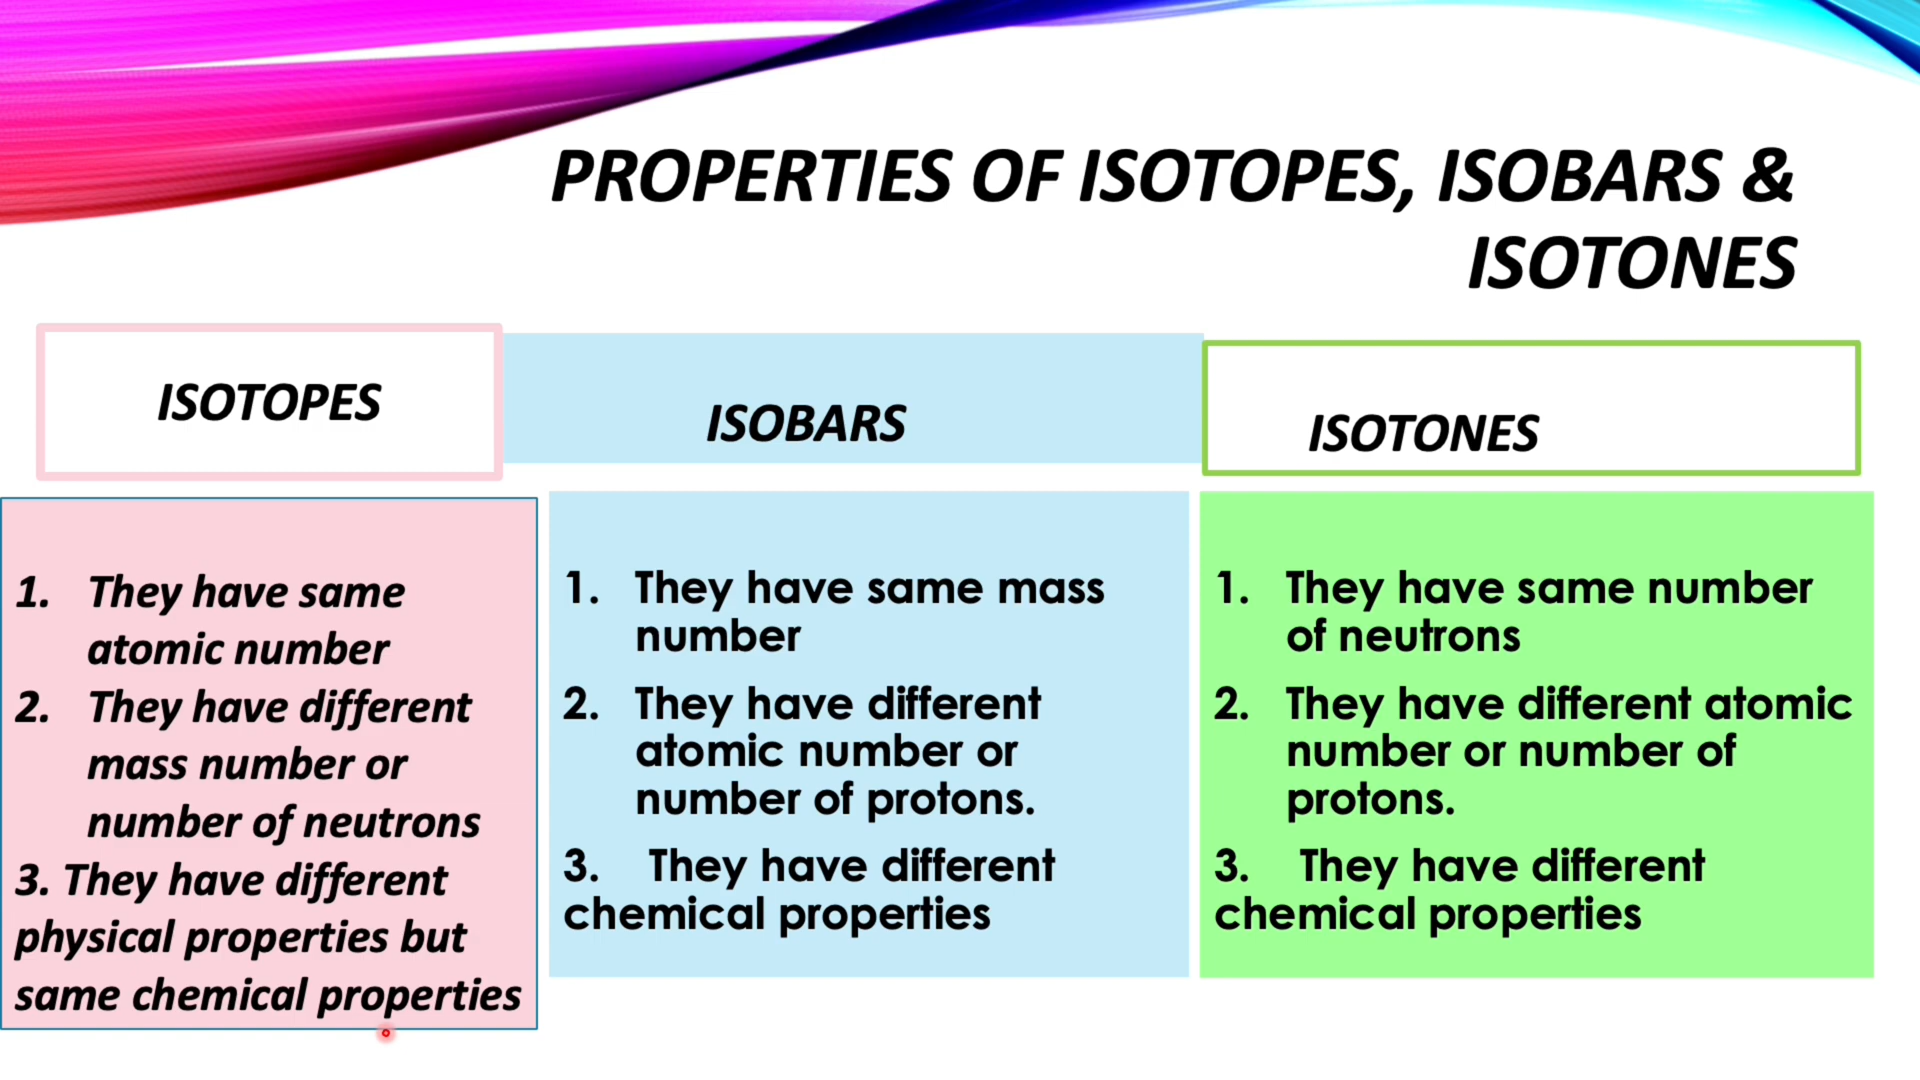 PROPERTIES OF ISOTOPES, ISOBARS &
ISOTONES
ISOTOPES
1. They have same
atomic number
2. They have different
mass number or
number of neutrons
3. They have different
physical properties but
same chemical properties
ISOBARS
1. They have same mass
number
2. They have different
atomic number or
number of protons.
3. They have different
chemical properties
ISOTONES
1. They have same number
of neutrons
2. They have different atomic
number or number of
protons.
3. They have different
chemical properties